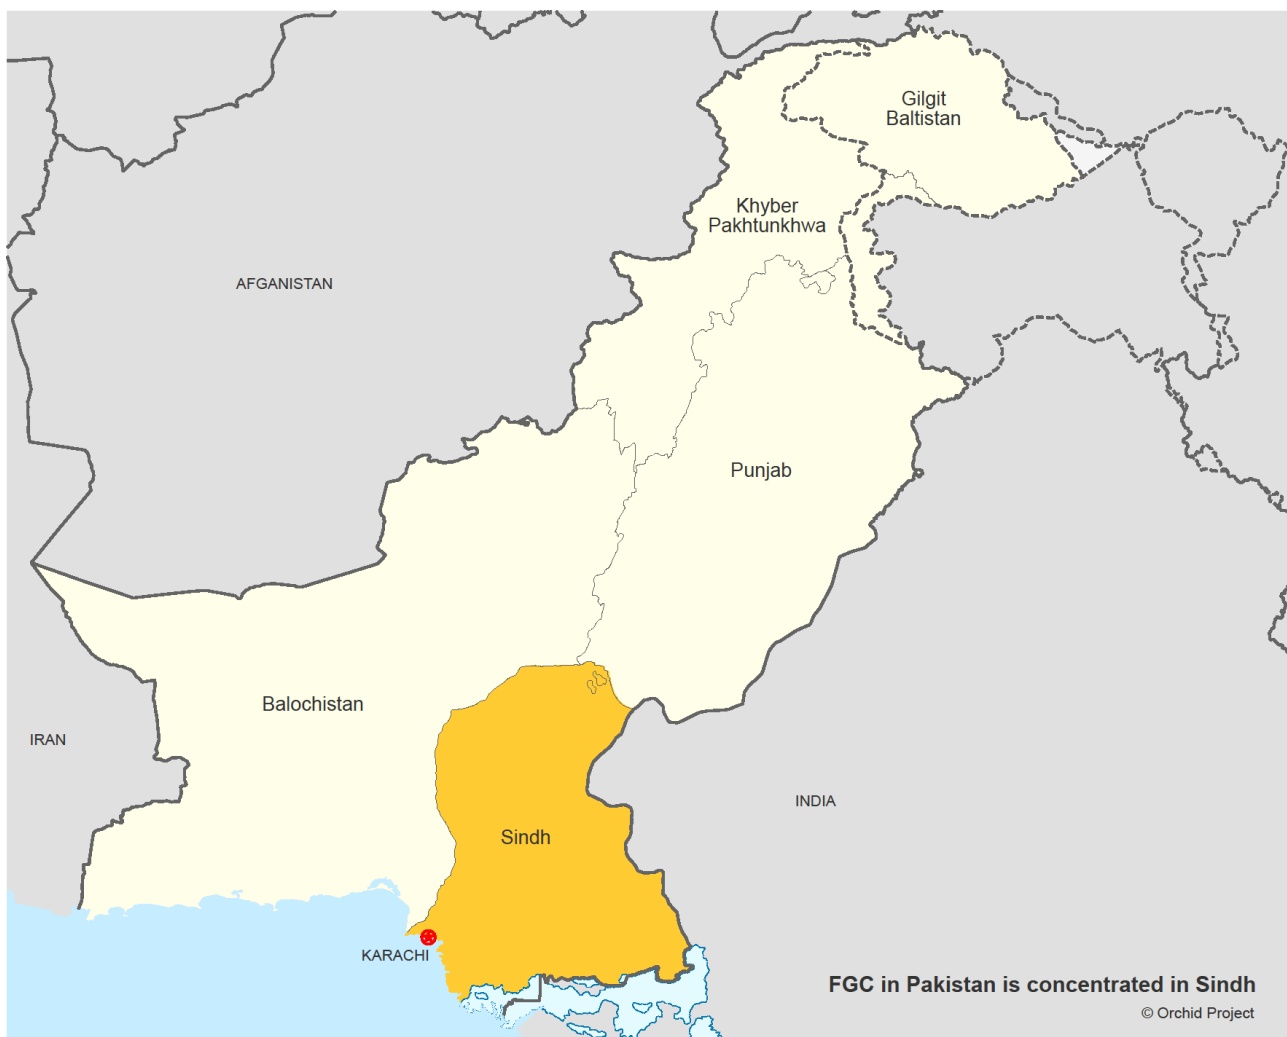 Gilgit
Baltistan
Khyber
Pakhtunkhwa
AFGANISTAN
Punjab
Balochistan
IRAN
INDIA
Sindh
KARACHI
FGC in Pakistan is concentrated in Sindh
© Orchid Project